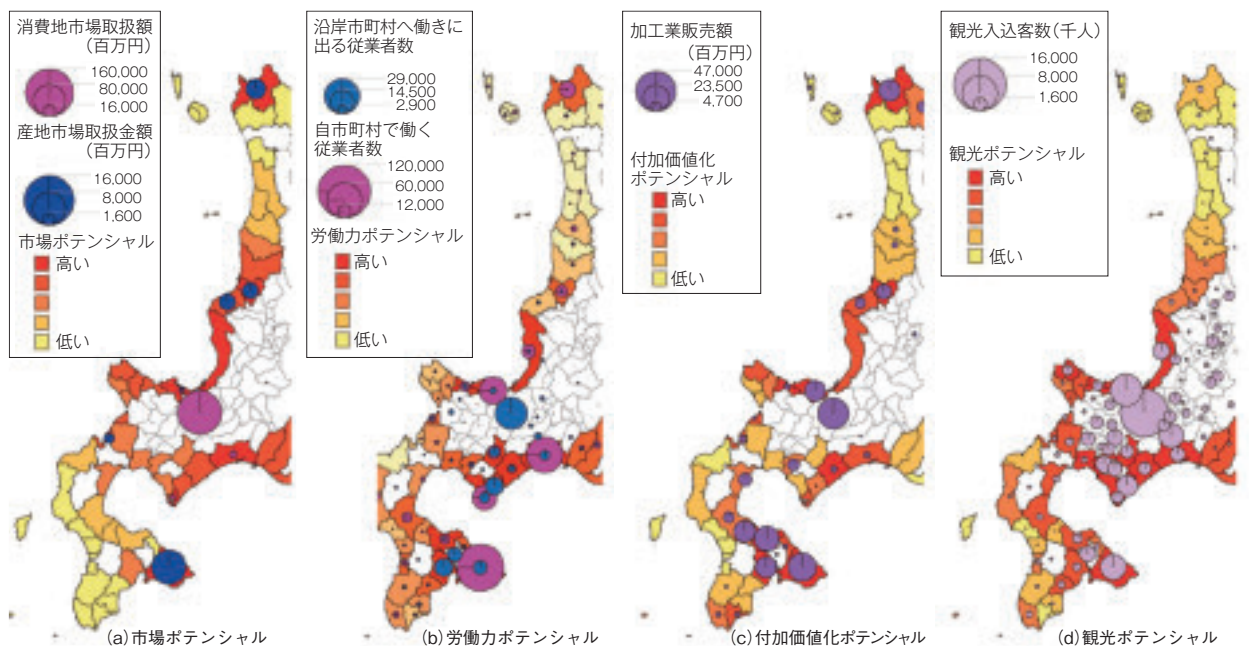 消費地市場取扱額
(百万円)
160,000
80,000
16,000
産地市場取扱金額
(百万円)
16,000
8,000
1,600
市場ポテンシャル
高い
低い
沿岸市町村へ働きに
出る従業者数
29,000
14,500
2,900
自市町村で働く
従業者数
120,000
60,000
12,000
労働力ポテンシャル
高い
低い
加工業販売額
(百万円)
47,000
23,500
4,700
付加価値化
ポテンシャル
高い
低い
観光入込客数(千人)
16,000
8,000
1,600
観光ポテンシャル
高い
低い
(a)市場ポテンシャル
(b)労働力ポテンシャル
(c)付加価値化ポテンシャル
(d)観光ポテンシャル